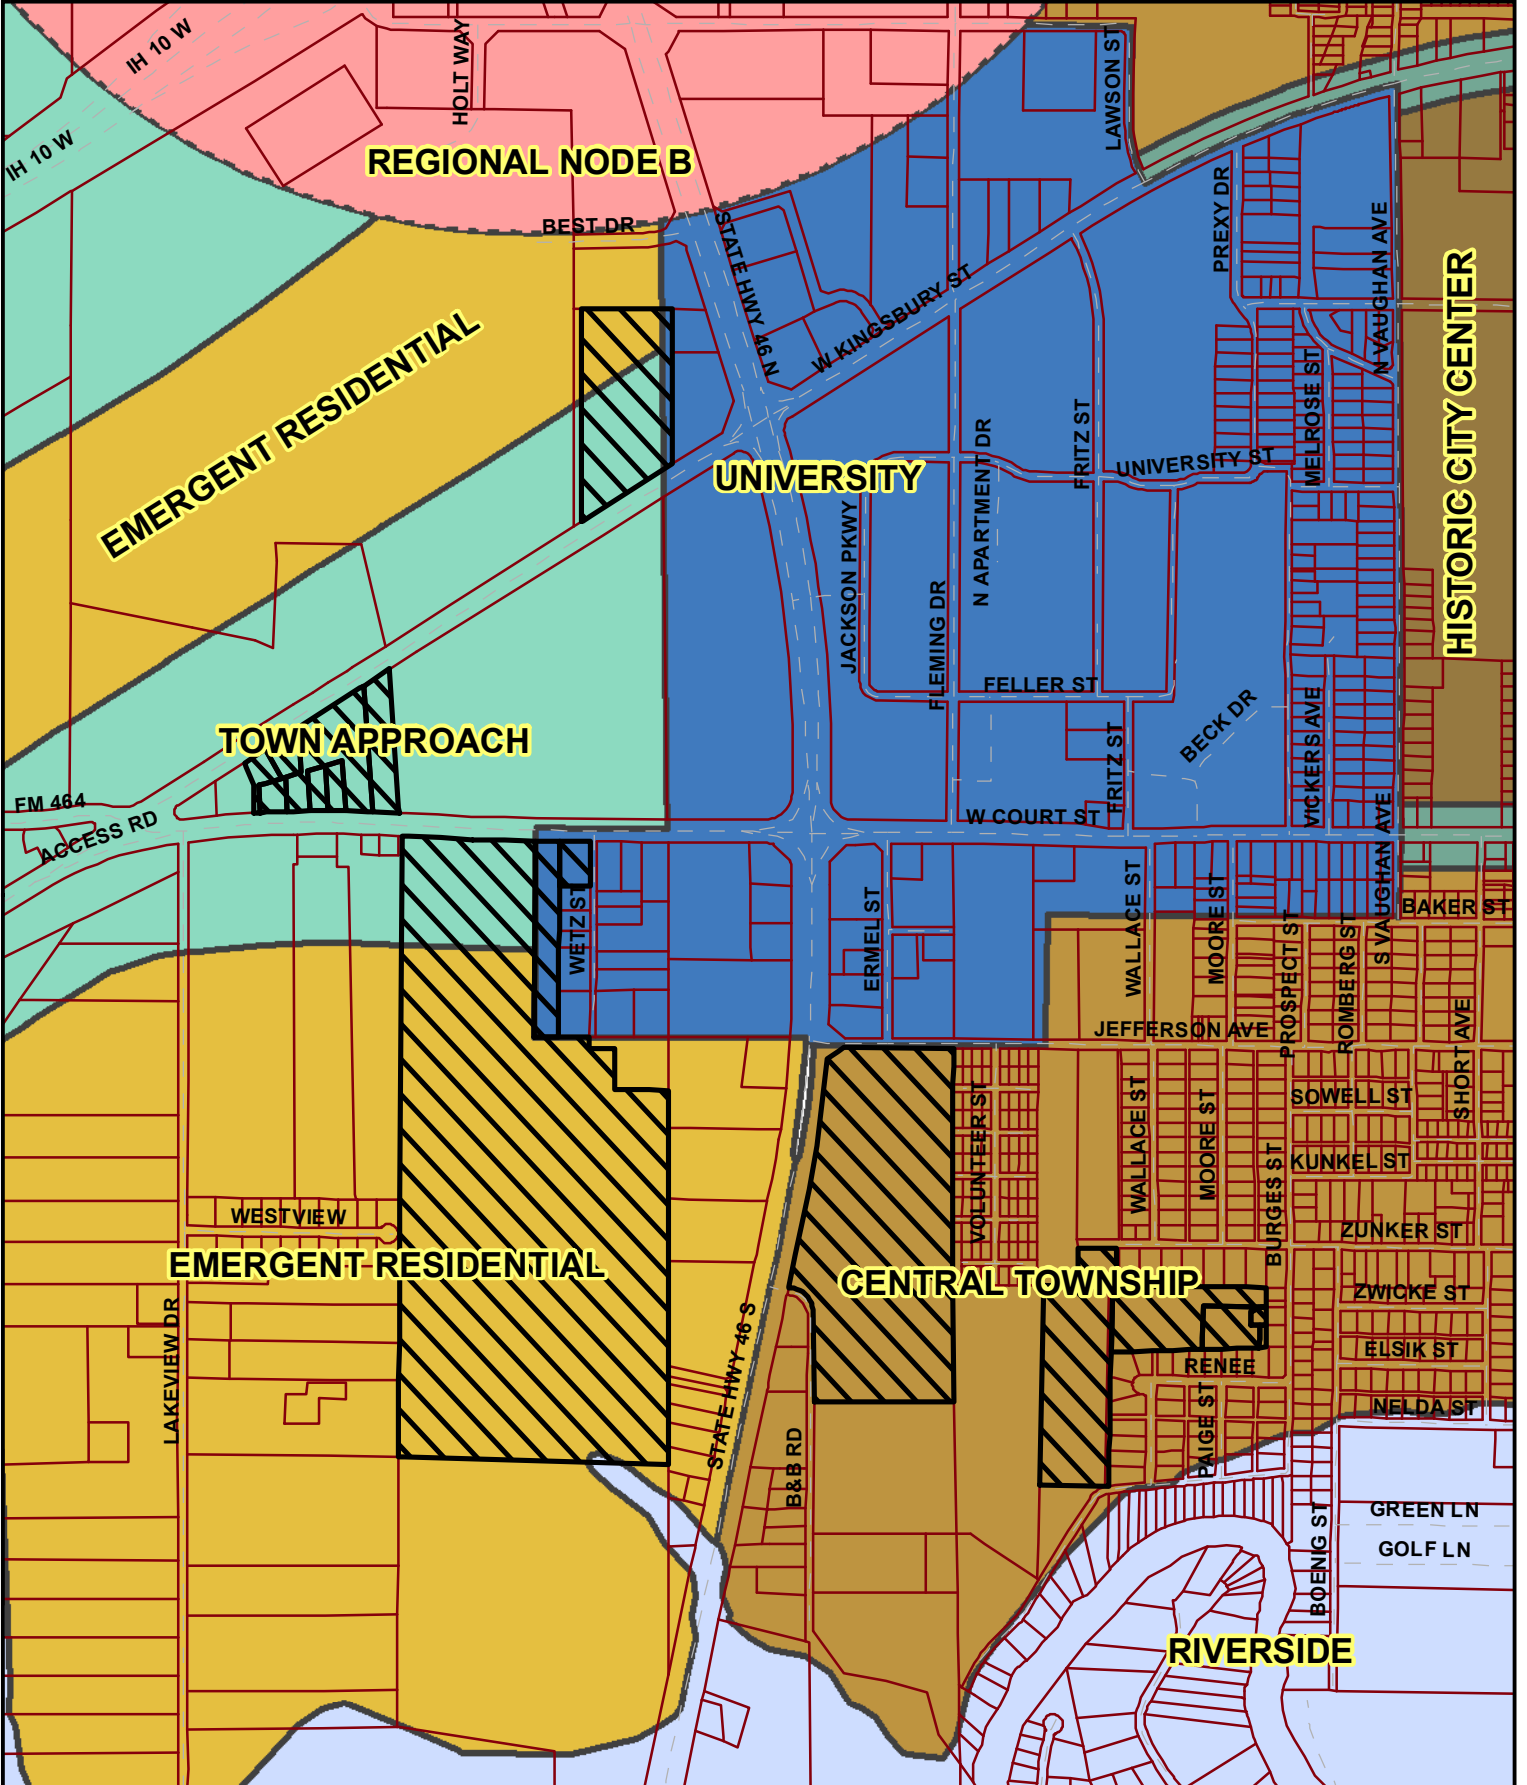 IH 10 W
HOLT WAY
LAWSON ST
IH 10 W
REGIONAL NODE B
BEST DR
STATE HWY 46 N
PREXY DR
N VAUGHAN AVE
W KINGSBURY ST
HISTORIC CITY CENTER
EMERGENT RESIDENTIAL
MELROSE ST
FRITZ ST
UNIVERSITY
UNIVERSITY ST
N APARTMENT DR
JACKSON PKWY
FLEMING DR
FELLER ST
BECK DR
VICKERS AVE
FRITZ ST
TOWN APPROACH
FM 464
ACCESS RD
W COURT ST
S VAUGHAN AVE
WETZ ST
ERMEL ST
WALLACE ST
MOORE ST
BAKER ST
PROSPECT ST
ROMBERG ST
JEFFERSON AVE
SHORT AVE
VOLUNTEER ST
WALLACE ST
MOORE ST
SOWELL ST
KUNKEL ST
BURGES ST
WESTVIEW
ZUNKER ST
EMERGENT RESIDENTIAL
CENTRAL TOWNSHIP
ZWICKE ST
LAKEVIEW DR
STATE HWY 46 S
ELSIK ST
RENEE
PAIGE ST
NELDA ST
B&B RD
GREEN LN
GOLF LN
BOENIG ST
RIVERSIDE